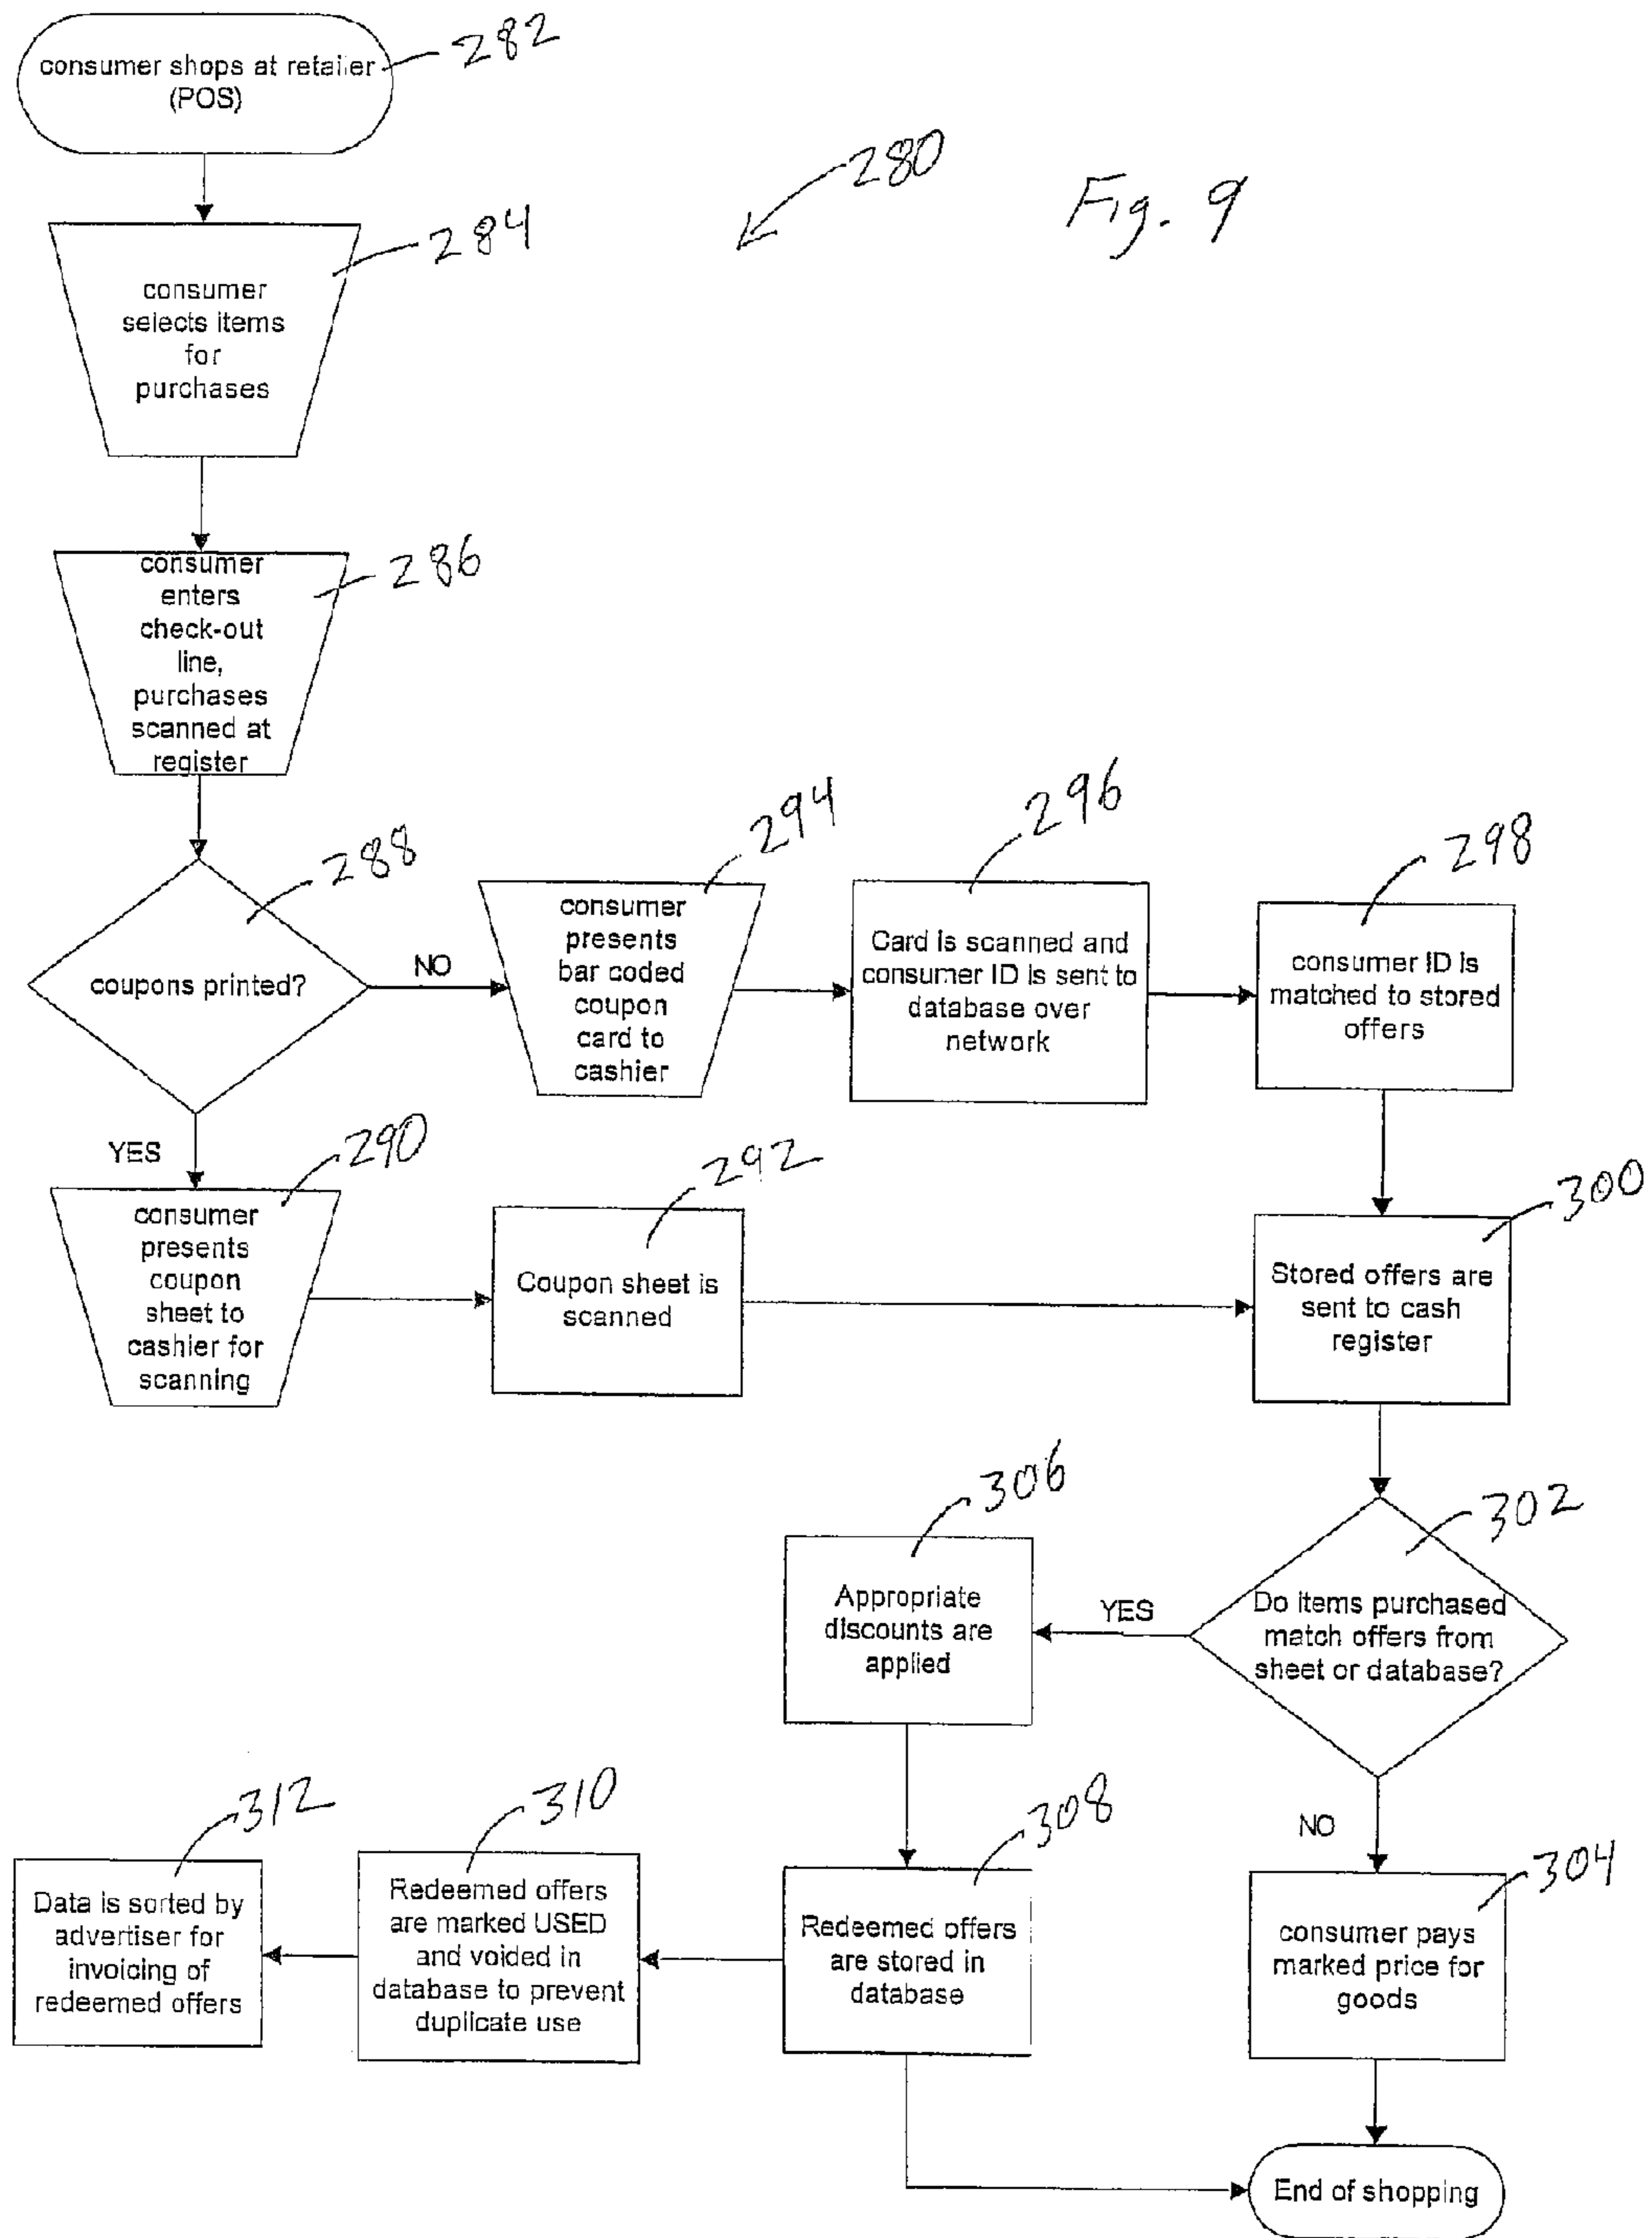 consumer shops at retailer
(POS)
282
280
Fig. 9
consumer
selects items
for
purchases
284
consumer
enters
check-out
line,
purchases
scanned at
register
286
coupons printed?
288
NO
consumer
presents
bar coded
coupon
card to
cashier
294
Card is scanned and
consumer ID is sent to
database over
network
296
consumer ID is
matched to stored
offers
298
YES
consumer
presents
coupon
sheet to
cashier for
scanning
290
Coupon sheet is
scanned
292
Stored offers are
sent to cash
register
300
Do items purchased
match offers from
sheet or database?
302
YES
Appropriate
discounts are
applied
306
NO
consumer pays
marked price for
goods
304
Redeemed offers
are stored in
database
308
Redeemed offers
are marked USED
and voided in
database to prevent
duplicate use
310
Data is sorted by
advertiser for
invoicing of
redeemed offers
312
End of shopping